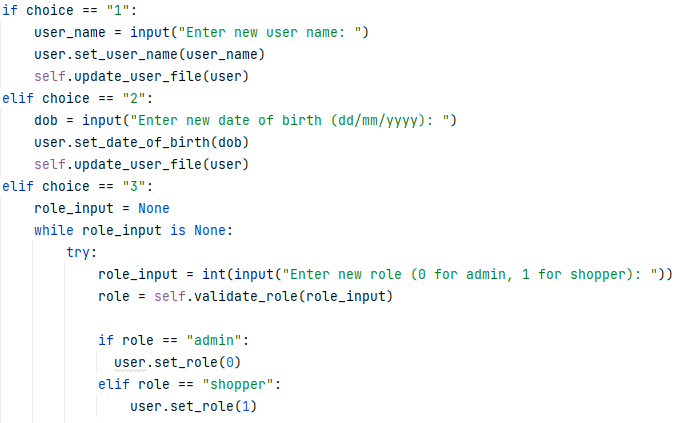 if choice == "1":
    user_name = input("Enter new user name: ")
    user.set_user_name(user_name)
    self.update_user_file(user)
elif choice == "2":
    dob = input("Enter new date of birth (dd/mm/yyyy): ")
    user.set_date_of_birth(dob)
    self.update_user_file(user)
elif choice == "3":
    role_input = None
    while role_input is None:
        try:
            role_input = int(input("Enter new role (0 for admin, 1 for shopper): "))
            role = self.validate_role(role_input)

            if role == "admin":
              user.set_role(0)
            elif role == "shopper":
                user.set_role(1)